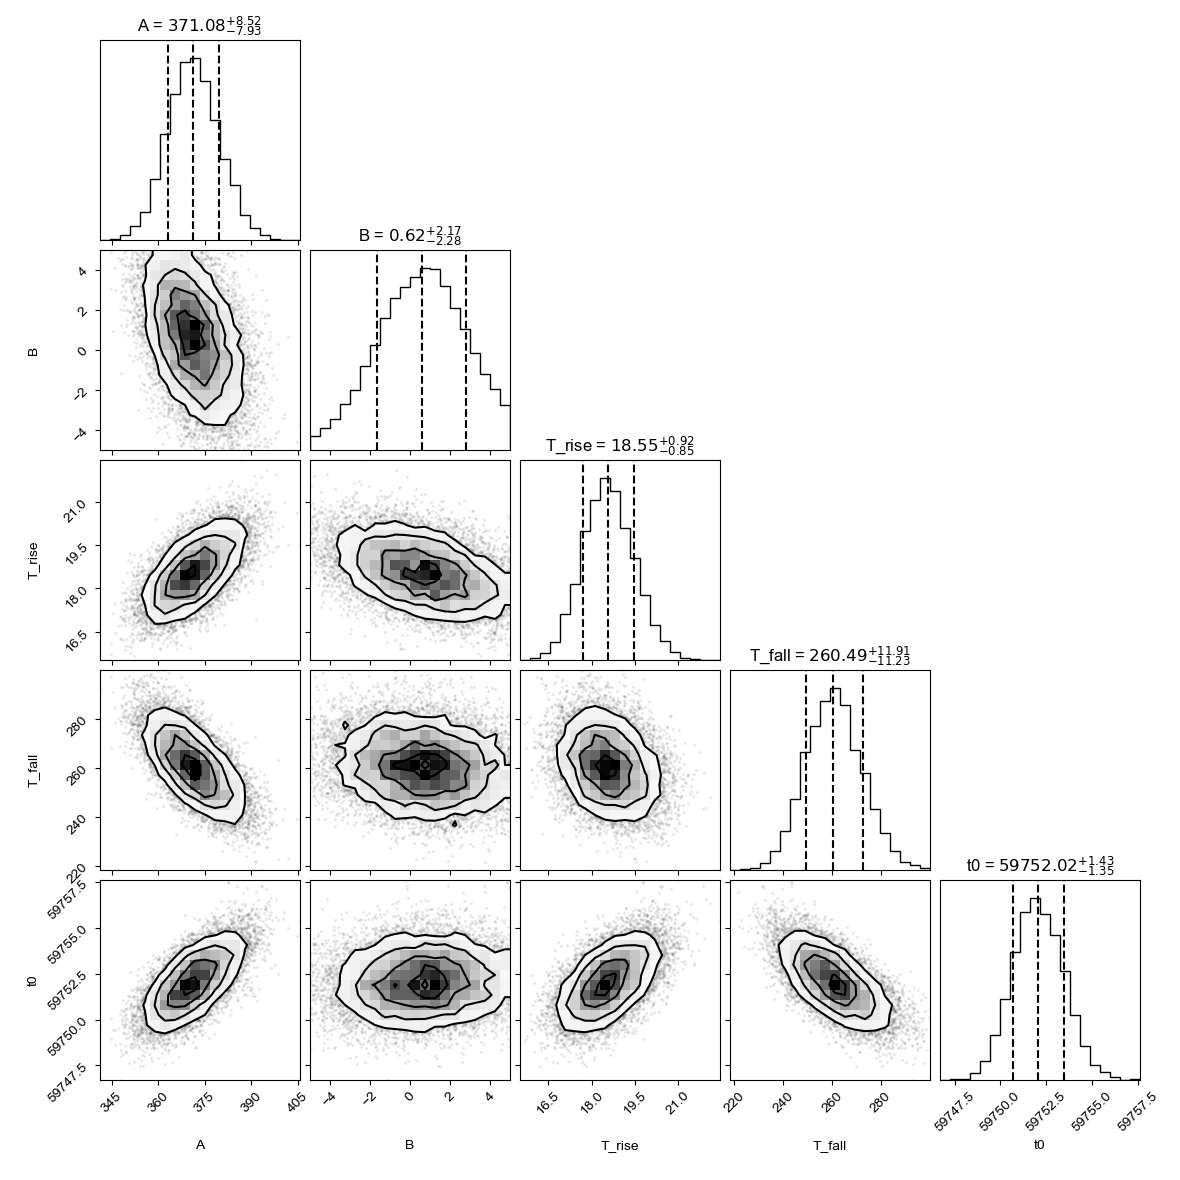 A = 371.08+8.52−7.93
B = 0.62+2.17−2.28
4
2
0
−2
−4
B
T_rise = 18.55+0.92−0.85
21.0
19.5
18.0
16.5
T_rise
T_fall = 260.49+11.91−11.23
280
260
240
220
T_fall
t0 = 59752.02+1.43−1.35
59757.5
59755.0
59752.5
59750.0
59747.5
t0
345 360 375 390 405 −4 −2 0 2 4 16.5 18.0 19.5 21.0 220 240 260 280 59747.5 59750.0 59752.5 59755.0 59757.5
A B T_rise T_fall t0